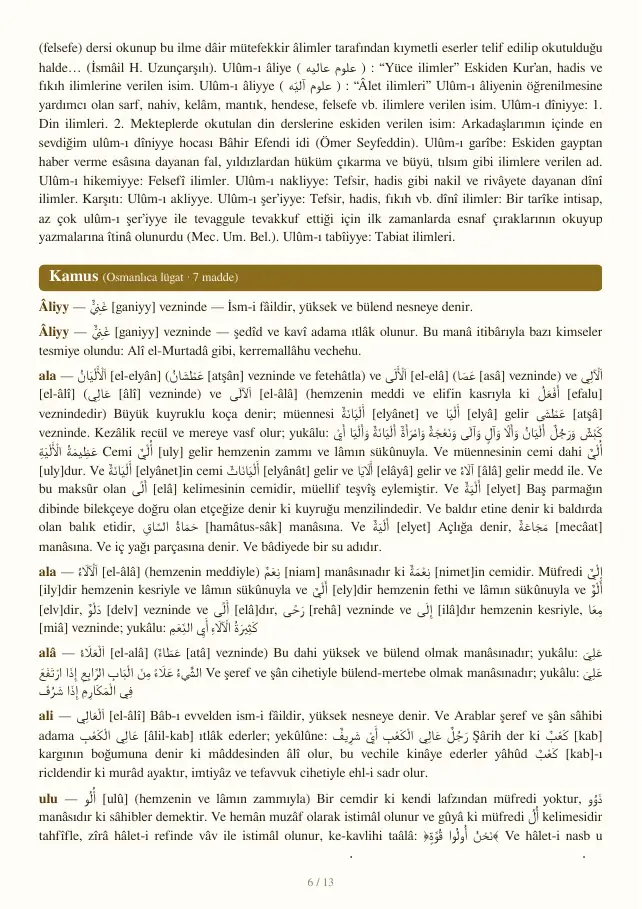 (felsefe) dersi okunup bu ilme dâir mütefekkir âlimler tarafından kıymetli eserler telif edilip okutulduğu
halde… (İsmâil H. Uzunçarşılı). Ulûm-ı âliye ( علوم عاليه ) : “Yüce ilimler” Eskiden Kur'an, hadis ve
fıkıh ilimlerine verilen isim. Ulûm-ı âliyye ( علوم آليّه ) : “Âlet ilimleri” Ulûm-ı âliyenin öğrenilmesine
yardımcı olan sarf, nahiv, kelâm, mantık, hendese, felsefe vb. ilimlere verilen isim. Ulûm-ı dîniyye: 1.
Din ilimleri. 2. Mekteplerde okutulan din derslerine eskiden verilen isim: Arkadaşlarımın içinde en
sevdiğim ulûm-ı dîniyye hocası Bâhir Efendi idi (Ömer Seyfeddin). Ulûm-ı garîbe: Eskiden gayptan
haber verme esâsına dayanan fal, yıldızlardan hüküm çıkarma ve büyü, tılsım gibi ilimlere verilen ad.
Ulûm-ı hikemiyye: Felsefî ilimler. Ulûm-ı nakliyye: Tefsir, hadis gibi nakil ve rivâyete dayanan dînî
ilimler. Karşıtı: Ulûm-ı akliyye. Ulûm-ı şer'iyye: Tefsir, hadis, fıkıh vb. dînî ilimler: Bir tarîke intisap,
az çok ulûm-ı şer'iyye ile tevaggule tevakkuf ettiği için ilk zamanlarda esnaf çıraklarının okuyup
yazmalarına îtinâ olunurdu (Mec. Um. Bel.). Ulûm-ı tabîiyye: Tabiat ilimleri.
Kamus (Osmanlıca lügat · 7 madde)
Âliyy — غَنِيٌّ [ganiyy] vezninde — İsm-i fâildir, yüksek ve bülend nesneye denir.
Âliyy — غَنِيٌّ [ganiyy] vezninde — şedîd ve kavî adama ıtlâk olunur. Bu manâ itibârıyla bazı kimseler
tesmiye olundu: Alî el-Murtadâ gibi, kerremallâhu vechehu.
ala — اَلْأَلْيَانُ [el-elyân] (عَطْشَانُ [atşân] vezninde ve fetehâtla) ve اَلْأَلَى [el-elâ] (عَصَا [asâ] vezninde) ve اَلْآلِي
[el-âlî] (عَالِي [âlî] vezninde) ve اَلْآلَى [el-âlâ] (hemzenin meddi ve elifin kasrıyla ki أَفْعَلُ [efalu]
veznindedir) Büyük kuyruklu koça denir; müennesi أَلْيَانَةٌ [elyânet] ve أَلْيَا [elyâ] gelir عَطْشَى [atşâ]
vezninde. Kezâlik recül ve mereye vasf olur; yukâlu: كَبْشٌ وَرَجُلٌ أَلْيَانُ وَأَلًا وَآلٍ وَآلَى وَنَعْجَةٌ وَامْرَأَةٌ أَلْيَانَةٌ وَأَلْيَا أَيْ
عَظِيمَةُ الْأَلْيَةِ Cemi أُلْيٌ [uly] gelir hemzenin zammı ve lâmın sükûnuyla. Ve müennesinin cemi dahi أُلْيٌ
[uly]dur. Ve أَلْيَانَةٌ [elyânet]in cemi أَلْيَانَاتٌ [elyânât] gelir ve أَلَايَا [elâyâ] gelir ve آلَاءٌ [âlâ] gelir medd ile. Ve
bu maksûr olan أَلًى [elâ] kelimesinin cemidir, müellif teşvîş eylemiştir. Ve أَلْيَةٌ [elyet] Baş parmağın
dibinde bilekçeye doğru olan etçeğize denir ki kuyruğu menzilindedir. Ve baldır etine denir ki baldırda
olan balık etidir, حَمَاةُ السَّاقِ [hamâtus-sâk] manâsına. Ve أَلْيَةٌ [elyet] Açlığa denir, مَجَاعَةٌ [mecâat]
manâsına. Ve iç yağı parçasına denir. Ve bâdiyede bir su adıdır.
ala — اَلْآلَاءُ [el-âlâ] (hemzenin meddiyle) نِعَمٌ [niam] manâsınadır ki نِعْمَةٌ [nimet]in cemidir. Müfredi إِلْيٌ
[ily]dir hemzenin kesriyle ve lâmın sükûnuyla ve أَلْيٌ [ely]dir hemzenin fethi ve lâmın sükûnuyla ve أَلْوٌ
[elv]dir, دَلْوٌ [delv] vezninde ve أَلًى [elâ]dır, رَحًى [rehâ] vezninde ve إِلًى [ilâ]dır hemzenin kesriyle, مِعَا
[miâ] vezninde; yukâlu: كَثِيرَةُ الْآلَاءِ أَيِ النِّعَمِ
alâ — اَلْعَلَاءُ [el-alâ] (عَطَاءٌ [atâ] vezninde) Bu dahi yüksek ve bülend olmak manâsınadır; yukâlu: عَلِيَ
الشَّيْءُ عَلَاءً مِنَ الْبَابِ الرَّابِعِ إِذَا ارْتَفَعَ Ve şeref ve şân cihetiyle bülend-mertebe olmak manâsınadır; yukâlu: عَلِيَ
فِي الْمَكَارِمِ إِذَا شَرُفَ
ali — اَلْعَالِي [el-âlî] Bâb-ı evvelden ism-i fâildir, yüksek nesneye denir. Ve Arablar şeref ve şân sâhibi
adama عَالِي الْكَعْبِ [âlil-kab] ıtlâk ederler; yekûlûne: رَجُلٌ عَالِي الْكَعْبِ أَيْ شَرِيفٌ Şârih der ki كَعْبٌ [kab]
kargının boğumuna denir ki mâddesinden âlî olur, bu vechile kinâye ederler yâhûd كَعْبٌ [kab]-ı
ricldendir ki murâd ayaktır, imtiyâz ve tefavvuk cihetiyle ehl-i sadr olur.
ulu — أُلُو [ulû] (hemzenin ve lâmın zammıyla) Bir cemdir ki kendi lafzından müfredi yoktur, ذَوُو
manâsıdır ki sâhibler demektir. Ve hemân muzâf olarak istimâl olunur ve gûyâ ki müfredi أُلُ kelimesidir
tahfîfle, zîrâ hâlet-i refinde vâv ile istimâl olunur, ke-kavlihi taâlâ: ﴿نَحْنُ أُولُوا قُوَّةٍ﴾ Ve hâlet-i nasb u
6 / 13